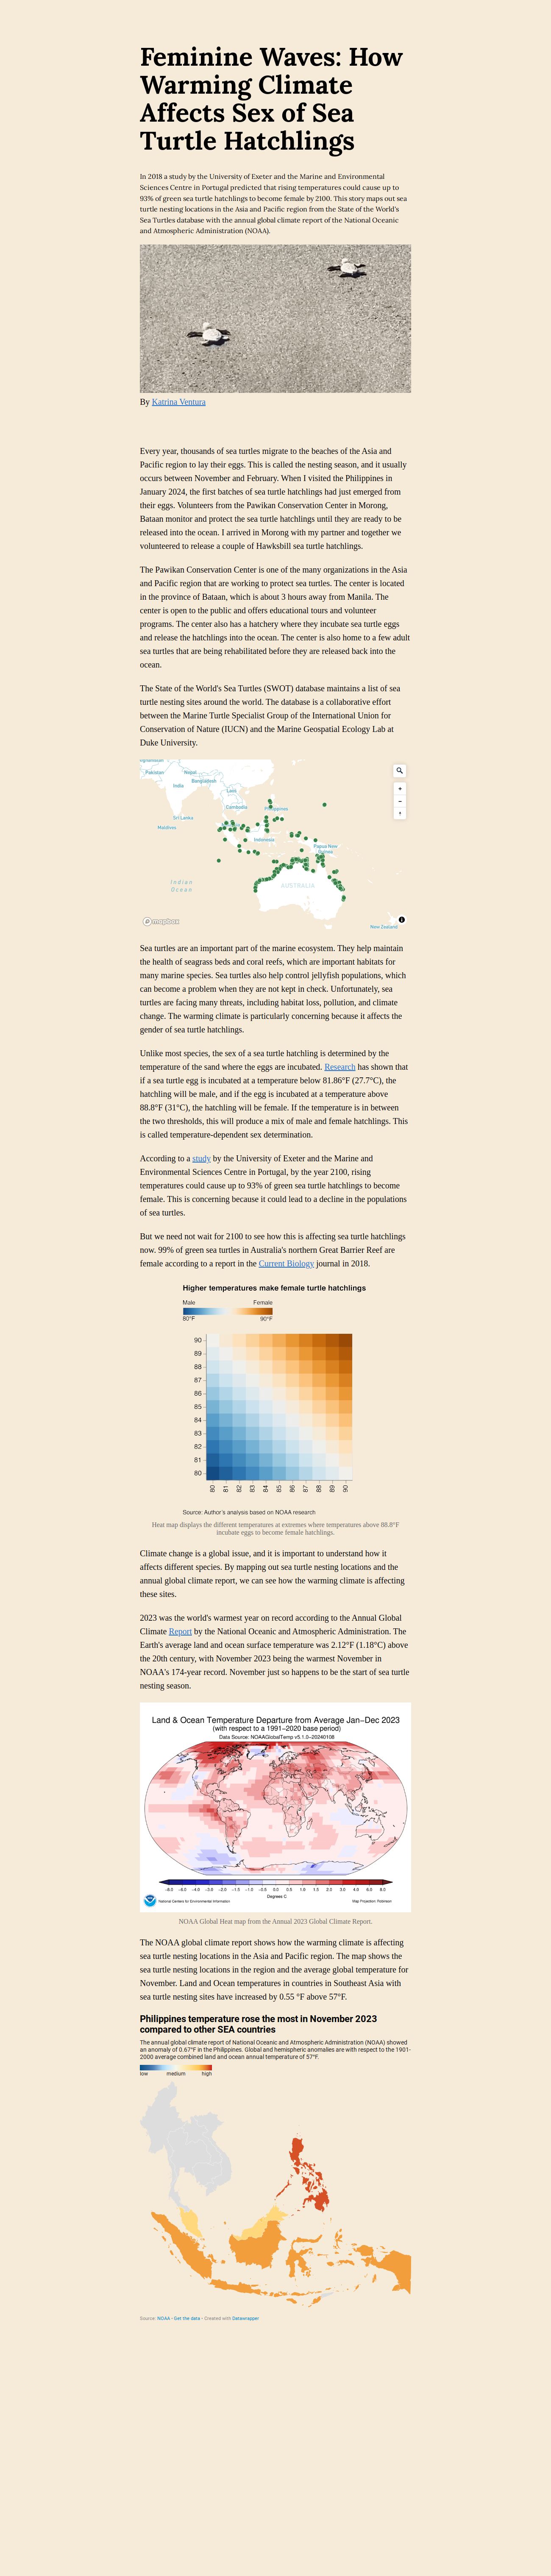 Feminine Waves: How
Warming Climate
Affects Sex of Sea
Turtle Hatchlings
In 2018 a study by the University of Exeter and the Marine and Environmental
Sciences Centre in Portugal predicted that rising temperatures could cause up to
93% of green sea turtle hatchlings to become female by 2100. This story maps out sea
turtle nesting locations in the Asia and Pacific region from the State of the World's
Sea Turtles database with the annual global climate report of the National Oceanic
and Atmospheric Administration (NOAA).
By Katrina Ventura
Every year, thousands of sea turtles migrate to the beaches of the Asia and
Pacific region to lay their eggs. This is called the nesting season, and it usually
occurs between November and February. When I visited the Philippines in
January 2024, the first batches of sea turtle hatchlings had just emerged from
their eggs. Volunteers from the Pawikan Conservation Center in Morong,
Bataan monitor and protect the sea turtle hatchlings until they are ready to be
released into the ocean. I arrived in Morong with my partner and together we
volunteered to release a couple of Hawksbill sea turtle hatchlings.
The Pawikan Conservation Center is one of the many organizations in the Asia
and Pacific region that are working to protect sea turtles. The center is located
in the province of Bataan, which is about 3 hours away from Manila. The
center is open to the public and offers educational tours and volunteer
programs. The center also has a hatchery where they incubate sea turtle eggs
and release the hatchlings into the ocean. The center is also home to a few adult
sea turtles that are being rehabilitated before they are released back into the
ocean.
The State of the World's Sea Turtles (SWOT) database maintains a list of sea
turtle nesting sites around the world. The database is a collaborative effort
between the Marine Turtle Specialist Group of the International Union for
Conservation of Nature (IUCN) and the Marine Geospatial Ecology Lab at
Duke University.
Pakistan
Nepal
Bangladesh
India
Laos
Cambodia
Philippines
Sri Lanka
Maldives
Indonesia
Papua New
Guinea
Indian
Ocean
AUSTRALIA
mapbox
New Zealand
Sea turtles are an important part of the marine ecosystem. They help maintain
the health of seagrass beds and coral reefs, which are important habitats for
many marine species. Sea turtles also help control jellyfish populations, which
can become a problem when they are not kept in check. Unfortunately, sea
turtles are facing many threats, including habitat loss, pollution, and climate
change. The warming climate is particularly concerning because it affects the
gender of sea turtle hatchlings.
Unlike most species, the sex of a sea turtle hatchling is determined by the
temperature of the sand where the eggs are incubated. Research has shown that
if a sea turtle egg is incubated at a temperature below 81.86°F (27.7°C), the
hatchling will be male, and if the egg is incubated at a temperature above
88.8°F (31°C), the hatchling will be female. If the temperature is in between
the two thresholds, this will produce a mix of male and female hatchlings. This
is called temperature-dependent sex determination.
According to a study by the University of Exeter and the Marine and
Environmental Sciences Centre in Portugal, by the year 2100, rising
temperatures could cause up to 93% of green sea turtle hatchlings to become
female. This is concerning because it could lead to a decline in the populations
of sea turtles.
But we need not wait for 2100 to see how this is affecting sea turtle hatchlings
now. 99% of green sea turtles in Australia's northern Great Barrier Reef are
female according to a report in the Current Biology journal in 2018.
Higher temperatures make female turtle hatchlings
Male Female
80°F 90°F
90
89
88
87
86
85
84
83
82
81
80
80 81 82 83 84 85 86 87 88 89 90
Source: Author's analysis based on NOAA research
Heat map displays the different temperatures at extremes where temperatures above 88.8°F
incubate eggs to become female hatchlings.
Climate change is a global issue, and it is important to understand how it
affects different species. By mapping out sea turtle nesting locations and the
annual global climate report, we can see how the warming climate is affecting
these sites.
2023 was the world's warmest year on record according to the Annual Global
Climate Report by the National Oceanic and Atmospheric Administration. The
Earth's average land and ocean surface temperature was 2.12°F (1.18°C) above
the 20th century, with November 2023 being the warmest November in
NOAA's 174-year record. November just so happens to be the start of sea turtle
nesting season.
Land & Ocean Temperature Departure from Average Jan–Dec 2023
(with respect to a 1991–2020 base period)
Data Source: NOAAGlobalTemp v5.1.0–20240108
-8.0 -6.0 -4.0 -3.0 -2.0 -1.5 -1.0 -0.5 0.0 0.5 1.0 1.5 2.0 3.0 4.0 6.0 8.0
Degrees C
National Centers for Environmental Information
Map Projection: Robinson
NOAA Global Heat map from the Annual 2023 Global Climate Report.
The NOAA global climate report shows how the warming climate is affecting
sea turtle nesting locations in the Asia and Pacific region. The map shows the
sea turtle nesting locations in the region and the average global temperature for
November. Land and Ocean temperatures in countries in Southeast Asia with
sea turtle nesting sites have increased by 0.55 °F above 57°F.
Philippines temperature rose the most in November 2023
compared to other SEA countries
The annual global climate report of National Oceanic and Atmospheric Administration (NOAA) showed
an anomaly of 0.67°F in the Philippines. Global and hemispheric anomalies are with respect to the 1901-
2000 average combined land and ocean annual temperature of 57°F.
low medium high
Source: NOAA • Get the data • Created with Datawrapper